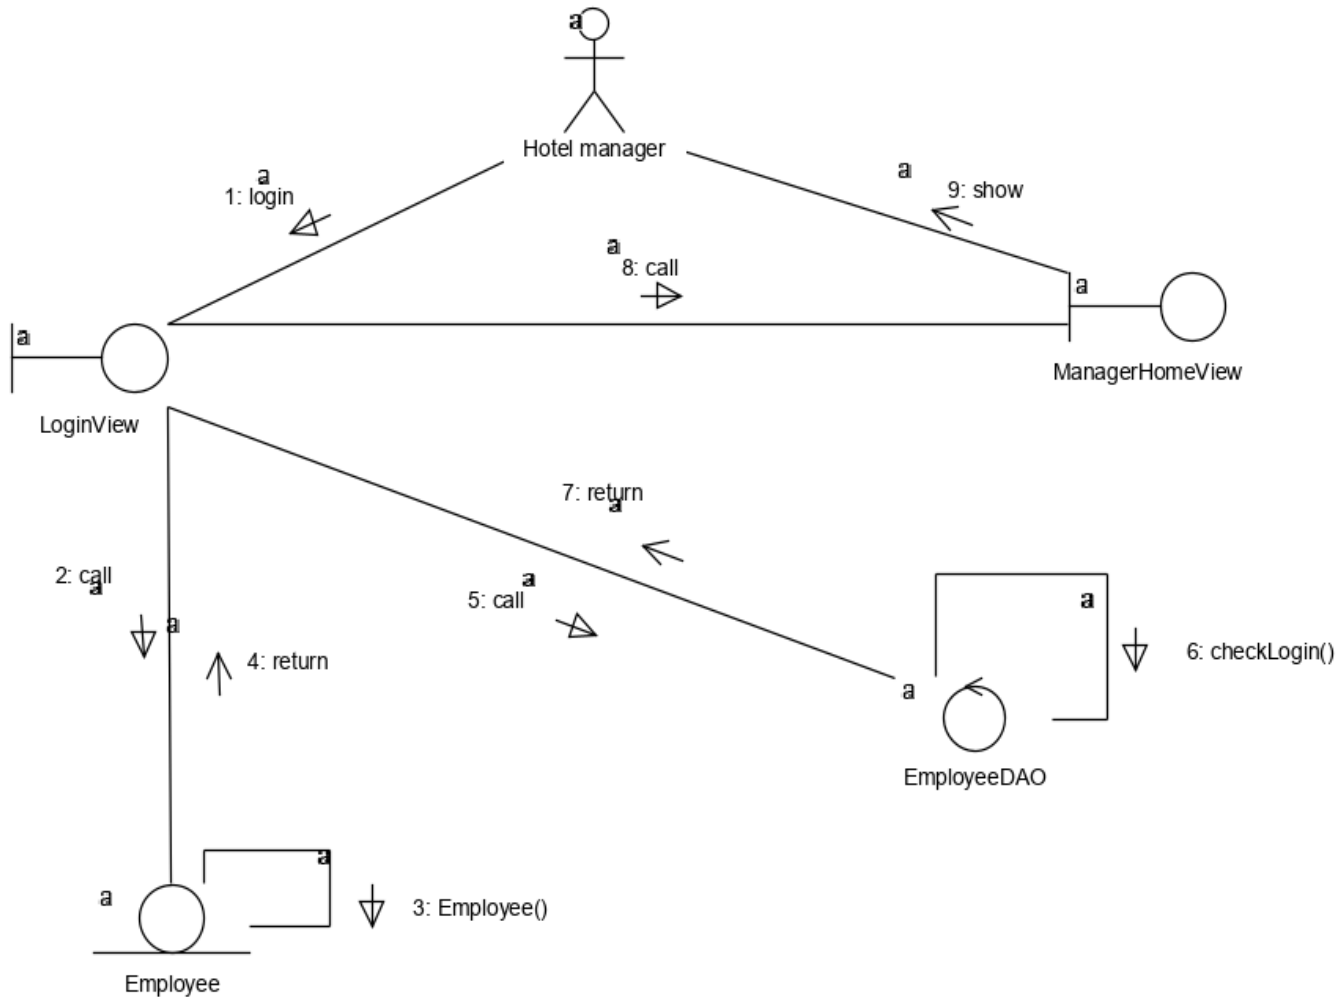 a
Hotel manager
a
1: login
a
9: show
a
8: call
a
ManagerHomeView
a
LoginView
7: return
a
2: call
a
a
5: call
a
4: return
a
6: checkLogin()
a
EmployeeDAO
a
3: Employee()
a
Employee